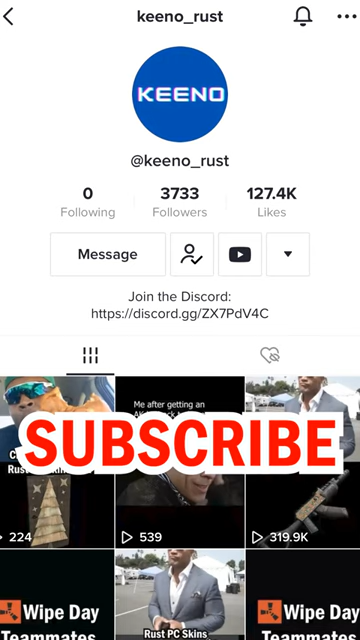 keeno_rust
KEENO
@keeno_rust
0
Following
3733
Followers
127.4K
Likes
Message
Join the Discord:
https://discord.gg/ZX7PdV4C
Me after getting an
SUBSCRIBE
Rust
224
539
319.9K
Wipe Day
Teammates
Rust PC Skins
Wipe Day
Teammates